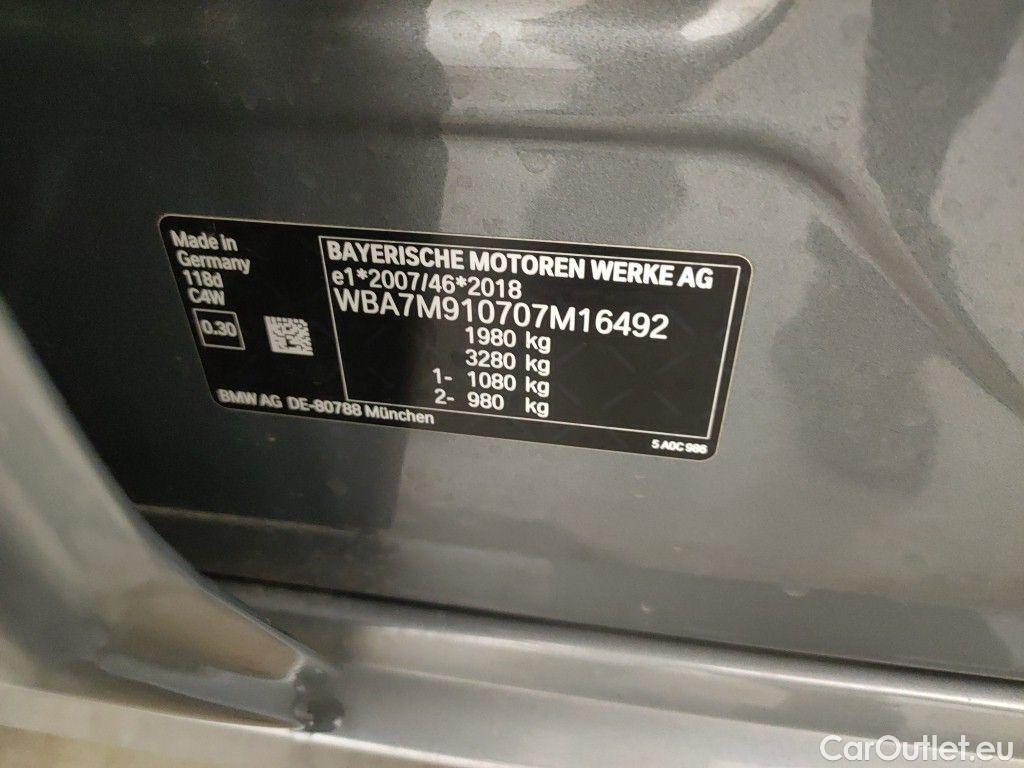 Made in
Germany
118d
C4W
0.30
BMW AG DE-80788 München
BAYERISCHE MOTOREN WERKE AG
e1*2007/46*2018
WBA7M910707M16492
1980 kg
3280 kg
1- 1080 kg
2- 980 kg
5 A0C 986
CarOutlet.eu